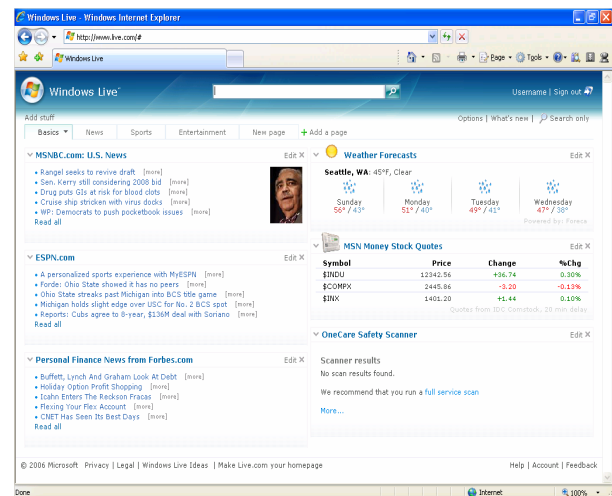 Windows Live - Windows Internet Explorer
http://www.live.com/#
Windows Live
Page
Tools
Windows Live
Username | Sign out
Add stuff
Options | What's new | Search only
Basics News Sports Entertainment New page + Add a page
MSNBC.com: U.S. News Edit X
Rangel seeks to revive draft [more]
Sen. Kerry still considering 2008 bid [more]
Drug puts GIs at risk for blood clots [more]
Cruise ship stricken with virus docks [more]
WP: Democrats to push pocketbook issues [more]
Read all
Weather Forecasts Edit X
Seattle, WA: 45°F, Clear
Sunday Monday Tuesday Wednesday
56° / 43° 51° / 40° 49° / 41° 47° / 38°
Powered by: Foreca
ESPN.com Edit X
A personalized sports experience with MyESPN [more]
Forde: Ohio State showed it has no peers [more]
Ohio State streaks past Michigan into BCS title game [more]
Michigan holds slight edge over USC for No. 2 BCS spot [more]
Reports: Cubs agree to 8-year, $136M deal with Soriano [more]
Read all
MSN Money Stock Quotes Edit X
Symbol Price Change %Chg
$INDU 12342.56 +36.74 0.30%
$COMPX 2445.86 -3.20 -0.13%
$INX 1401.20 +1.44 0.10%
Quotes from IDC Comstock, 20 min delay
OneCare Safety Scanner Edit X
Scanner results
No scan results found.
We recommend that you run a full service scan
More...
Personal Finance News from Forbes.com Edit X
Buffett, Lynch And Graham Look At Debt [more]
Holiday Option Profit Shopping [more]
Icahn Enters The Reckson Fracas [more]
Flexing Your Flex Account [more]
CNET Has Seen Its Best Days [more]
Read all
© 2006 Microsoft Privacy | Legal | Windows Live Ideas | Make Live.com your homepage
Help | Account | Feedback
Done Internet 100%